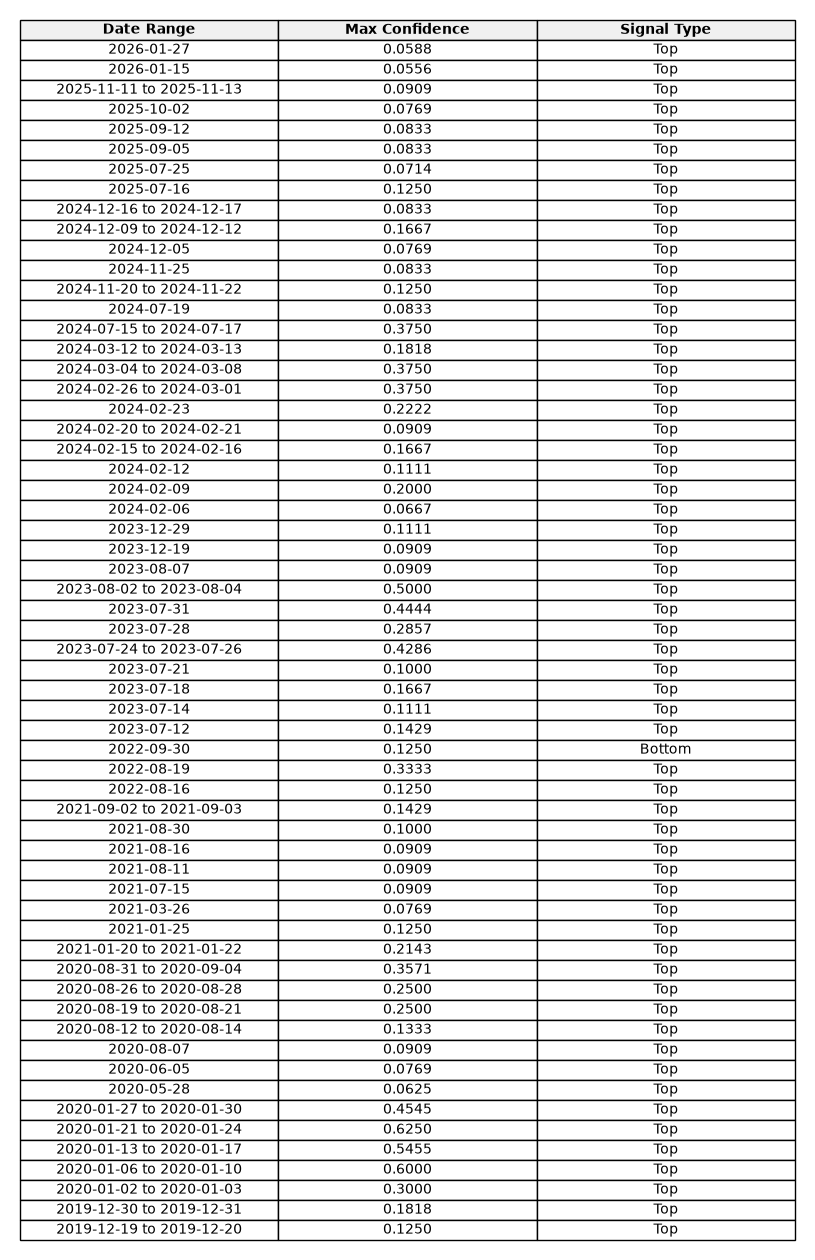 Date Range Max Confidence Signal Type
2026-01-27 0.0588 Top
2026-01-15 0.0556 Top
2025-11-11 to 2025-11-13 0.0909 Top
2025-10-02 0.0769 Top
2025-09-12 0.0833 Top
2025-09-05 0.0833 Top
2025-07-25 0.0714 Top
2025-07-16 0.1250 Top
2024-12-16 to 2024-12-17 0.0833 Top
2024-12-09 to 2024-12-12 0.1667 Top
2024-12-05 0.0769 Top
2024-11-25 0.0833 Top
2024-11-20 to 2024-11-22 0.1250 Top
2024-07-19 0.0833 Top
2024-07-15 to 2024-07-17 0.3750 Top
2024-03-12 to 2024-03-13 0.1818 Top
2024-03-04 to 2024-03-08 0.3750 Top
2024-02-26 to 2024-03-01 0.3750 Top
2024-02-23 0.2222 Top
2024-02-20 to 2024-02-21 0.0909 Top
2024-02-15 to 2024-02-16 0.1667 Top
2024-02-12 0.1111 Top
2024-02-09 0.2000 Top
2024-02-06 0.0667 Top
2023-12-29 0.1111 Top
2023-12-19 0.0909 Top
2023-08-07 0.0909 Top
2023-08-02 to 2023-08-04 0.5000 Top
2023-07-31 0.4444 Top
2023-07-28 0.2857 Top
2023-07-24 to 2023-07-26 0.4286 Top
2023-07-21 0.1000 Top
2023-07-18 0.1667 Top
2023-07-14 0.1111 Top
2023-07-12 0.1429 Top
2022-09-30 0.1250 Bottom
2022-08-19 0.3333 Top
2022-08-16 0.1250 Top
2021-09-02 to 2021-09-03 0.1429 Top
2021-08-30 0.1000 Top
2021-08-16 0.0909 Top
2021-08-11 0.0909 Top
2021-07-15 0.0909 Top
2021-03-26 0.0769 Top
2021-01-25 0.1250 Top
2021-01-20 to 2021-01-22 0.2143 Top
2020-08-31 to 2020-09-04 0.3571 Top
2020-08-26 to 2020-08-28 0.2500 Top
2020-08-19 to 2020-08-21 0.2500 Top
2020-08-12 to 2020-08-14 0.1333 Top
2020-08-07 0.0909 Top
2020-06-05 0.0769 Top
2020-05-28 0.0625 Top
2020-01-27 to 2020-01-30 0.4545 Top
2020-01-21 to 2020-01-24 0.6250 Top
2020-01-13 to 2020-01-17 0.5455 Top
2020-01-06 to 2020-01-10 0.6000 Top
2020-01-02 to 2020-01-03 0.3000 Top
2019-12-30 to 2019-12-31 0.1818 Top
2019-12-19 to 2019-12-20 0.1250 Top